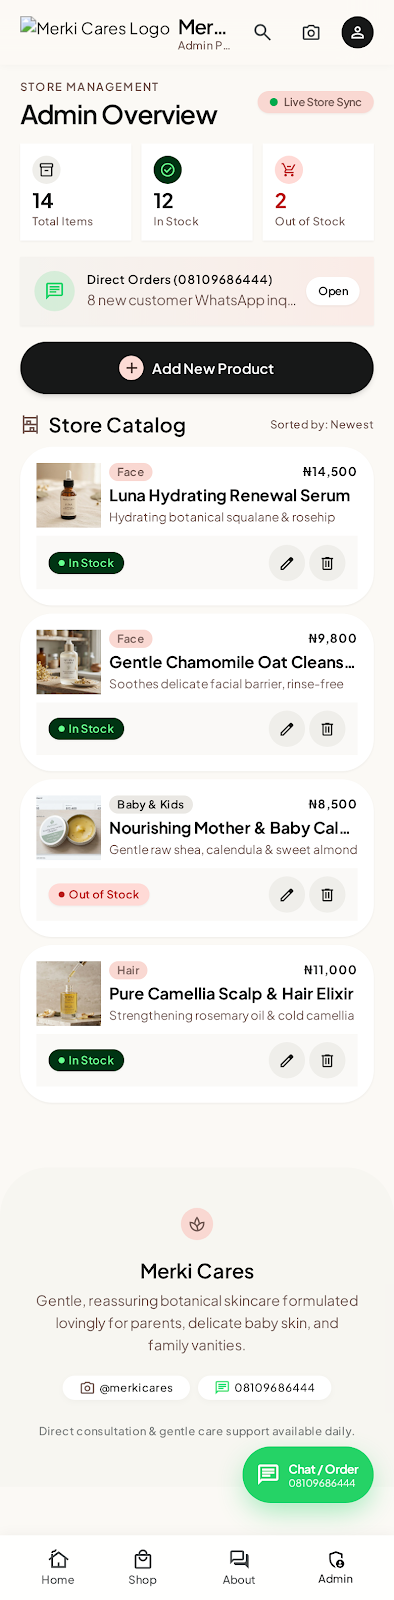 Merki Cares Logo
Mer...
Admin P...
STORE MANAGEMENT
Admin Overview
Live Store Sync
14
Total Items
12
In Stock
2
Out of Stock
Direct Orders (08109686444)
8 new customer WhatsApp inq...
Open
Add New Product
Store Catalog
Sorted by: Newest
Face
₦14,500
Luna Hydrating Renewal Serum
Hydrating botanical squalane & rosehip
In Stock
Face
₦9,800
Gentle Chamomile Oat Cleans...
Soothes delicate facial barrier, rinse-free
In Stock
Baby & Kids
₦8,500
Nourishing Mother & Baby Cal...
Gentle raw shea, calendula & sweet almond
Out of Stock
Hair
₦11,000
Pure Camellia Scalp & Hair Elixir
Strengthening rosemary oil & cold camellia
In Stock
Merki Cares
Gentle, reassuring botanical skincare formulated
lovingly for parents, delicate baby skin, and
family vanities.
@merkicares
08109686444
Direct consultation & gentle care support available daily.
Chat / Order
08109686444
Home
Shop
About
Admin